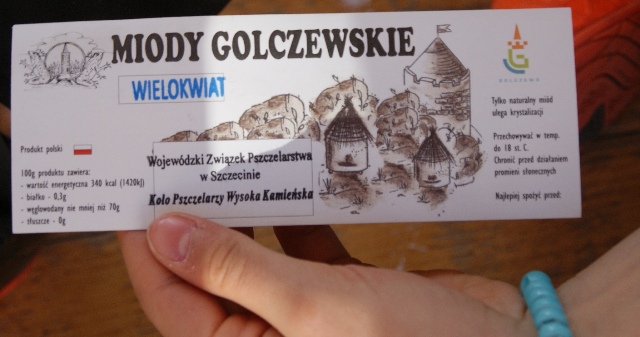 MIODY GOLCZEWSKIE
WIELOKWIAT
GOLCZEWO
Produkt polski
100g produktu zawiera:
- wartość energetyczna 340 kcal (1420kJ)
- białko - 0,3g
- węglowodany nie mniej niż 70g
- tłuszcze - 0g
Wojewódzki Związek Pszczelarstwa
w Szczecinie
Koło Pszczelarzy Wysoka Kamieńska
Tylko naturalny miód
ulega krystalizacji
Przechowywać w temp.
do 18 st. C.
Chronić przed działaniem
promieni słonecznych
Najlepiej spożyć przed: